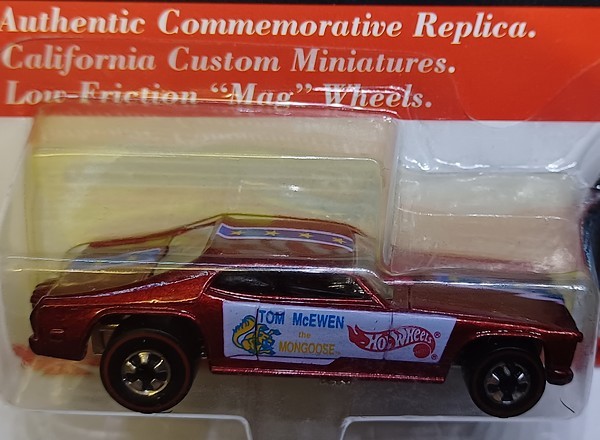 Authentic Commemorative Replica.
California Custom Miniatures.
Low-Friction "Mag" Wheels.
TOM McEWEN
the
MONGOOSE
HOT WHEELS®